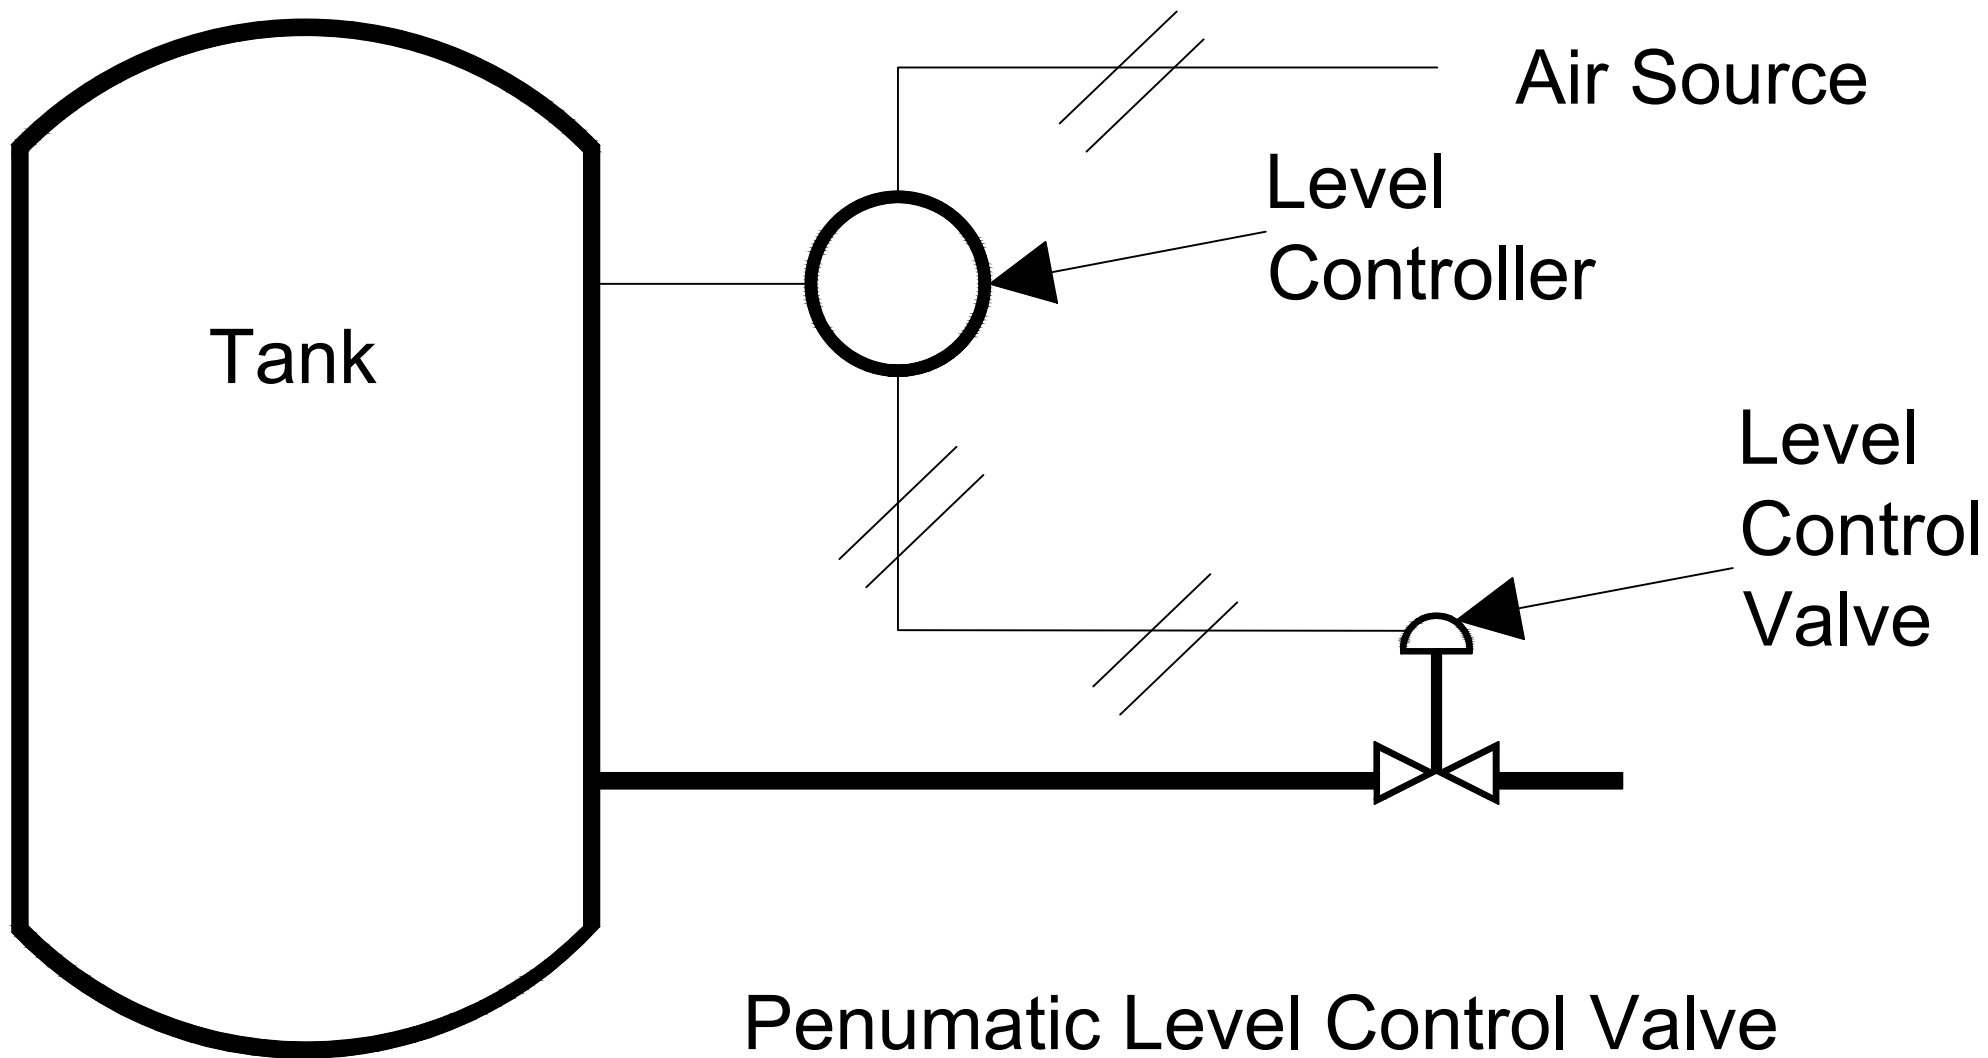 Air Source
Level
Controller
Tank
Level
Control
Valve
Penumatic Level Control Valve